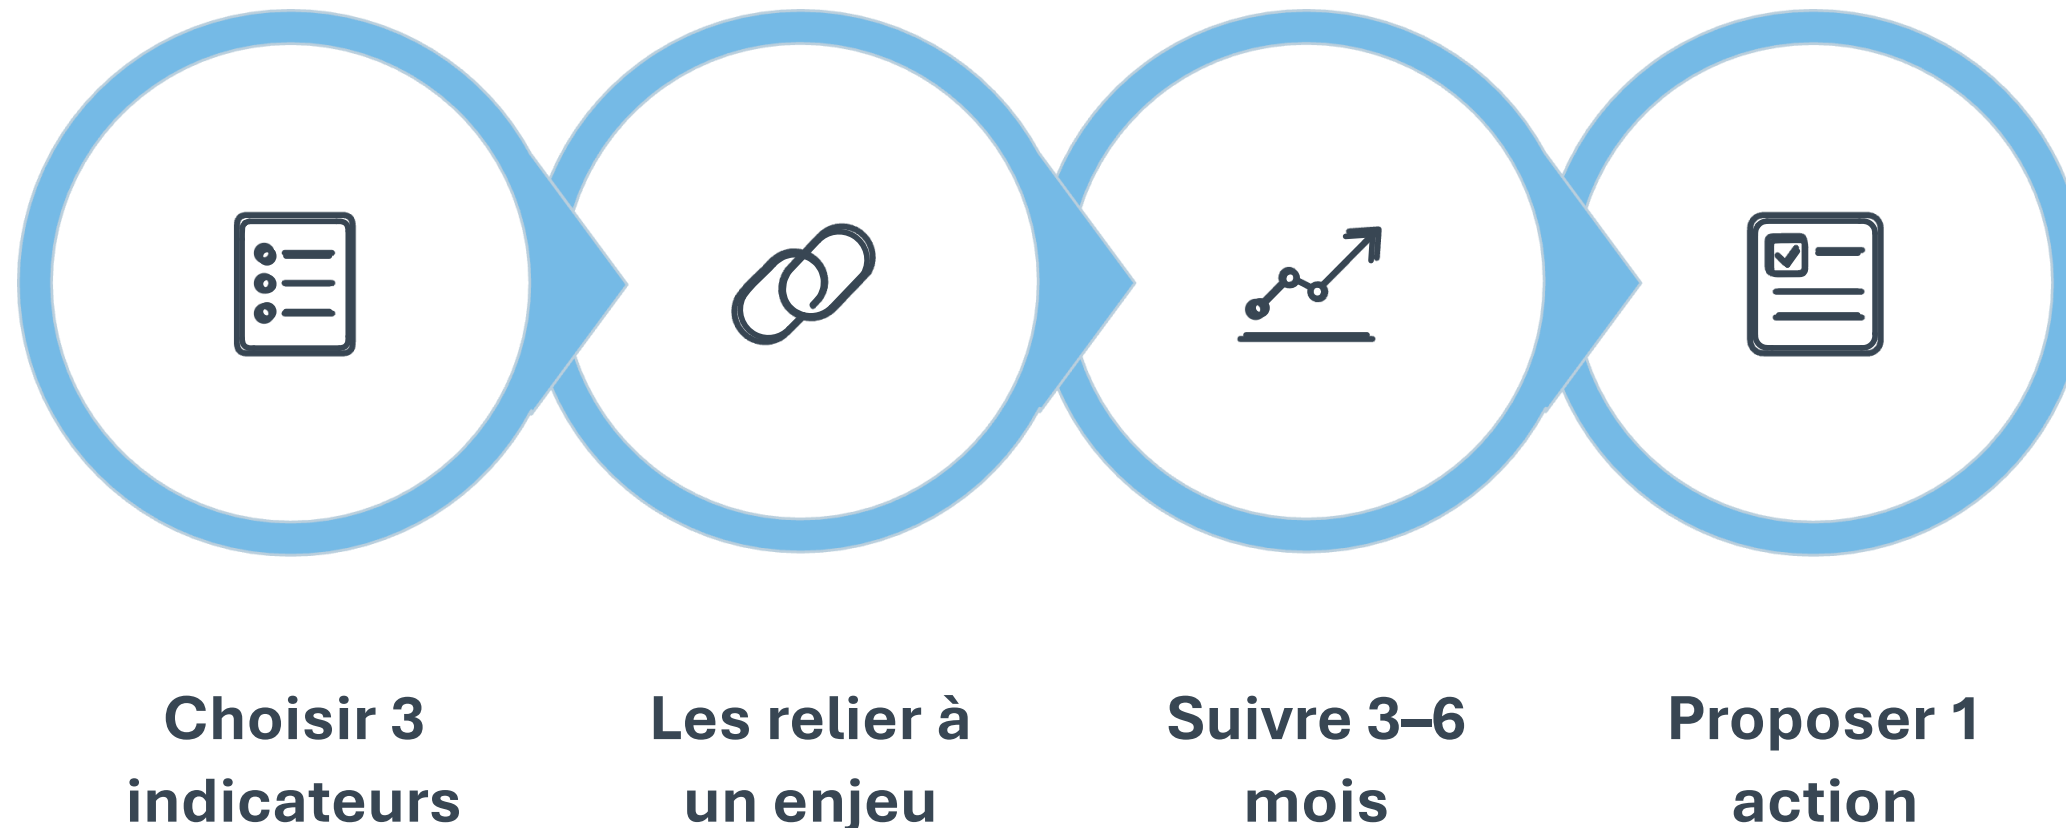 Choisir 3
indicateurs
Les relier à
un enjeu
Suivre 3–6
mois
Proposer 1
action